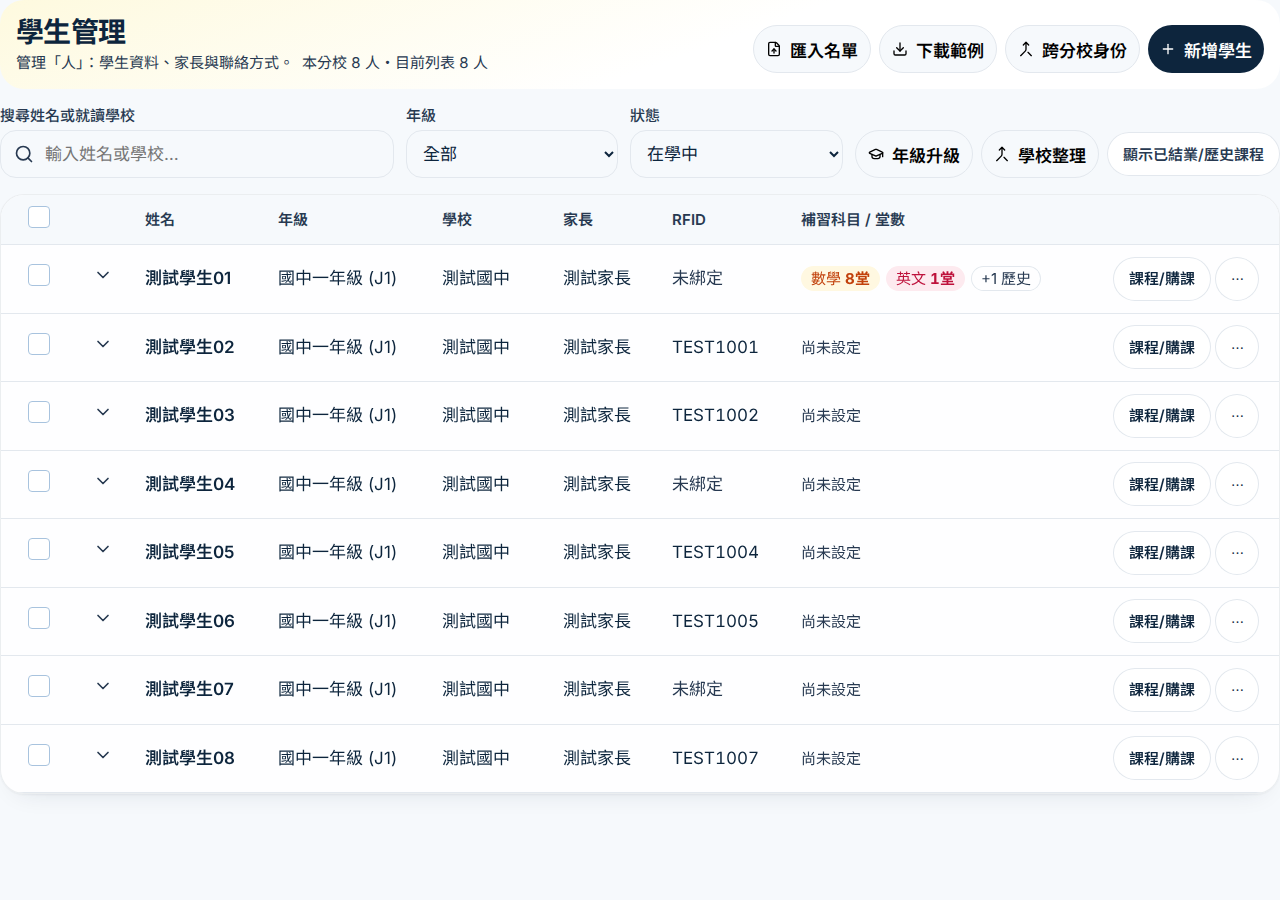 學生管理
管理「人」：學生資料、家長與聯絡方式。 本分校 8 人・目前列表 8 人
匯入名單 下載範例 跨分校身份 + 新增學生
搜尋姓名或就讀學校 年級 狀態
輸入姓名或學校... 全部 在學中 年級升級 學校整理 顯示已結業/歷史課程
姓名 年級 學校 家長 RFID 補習科目 / 堂數
測試學生01 國中一年級 (J1) 測試國中 測試家長 未綁定 數學 8堂 英文 1堂 +1 歷史 課程/購課 ...
測試學生02 國中一年級 (J1) 測試國中 測試家長 TEST1001 尚未設定 課程/購課 ...
測試學生03 國中一年級 (J1) 測試國中 測試家長 TEST1002 尚未設定 課程/購課 ...
測試學生04 國中一年級 (J1) 測試國中 測試家長 未綁定 尚未設定 課程/購課 ...
測試學生05 國中一年級 (J1) 測試國中 測試家長 TEST1004 尚未設定 課程/購課 ...
測試學生06 國中一年級 (J1) 測試國中 測試家長 TEST1005 尚未設定 課程/購課 ...
測試學生07 國中一年級 (J1) 測試國中 測試家長 未綁定 尚未設定 課程/購課 ...
測試學生08 國中一年級 (J1) 測試國中 測試家長 TEST1007 尚未設定 課程/購課 ...